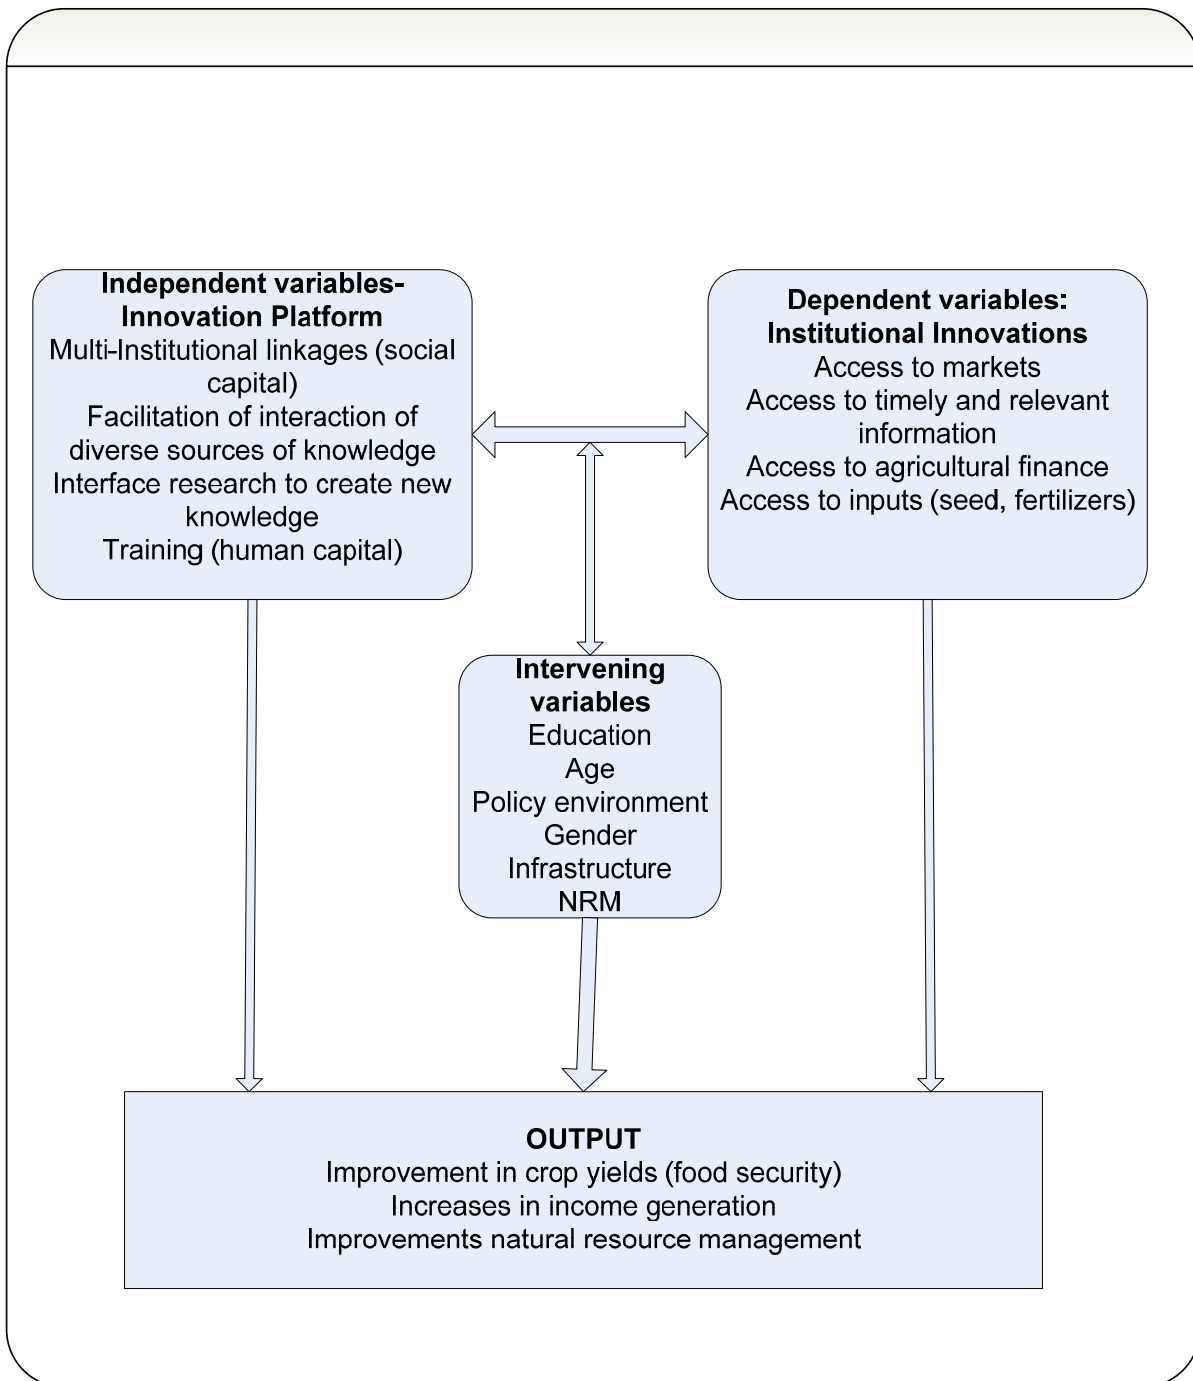 Independent variables-
Innovation Platform
Multi-Institutional linkages (social
capital)
Facilitation of interaction of
diverse sources of knowledge
Interface research to create new
knowledge
Training (human capital)
Dependent variables:
Institutional Innovations
Access to markets
Access to timely and relevant
information
Access to agricultural finance
Access to inputs (seed, fertilizers)
Intervening
variables
Education
Age
Policy environment
Gender
Infrastructure
NRM
OUTPUT
Improvement in crop yields (food security)
Increases in income generation
Improvements natural resource management